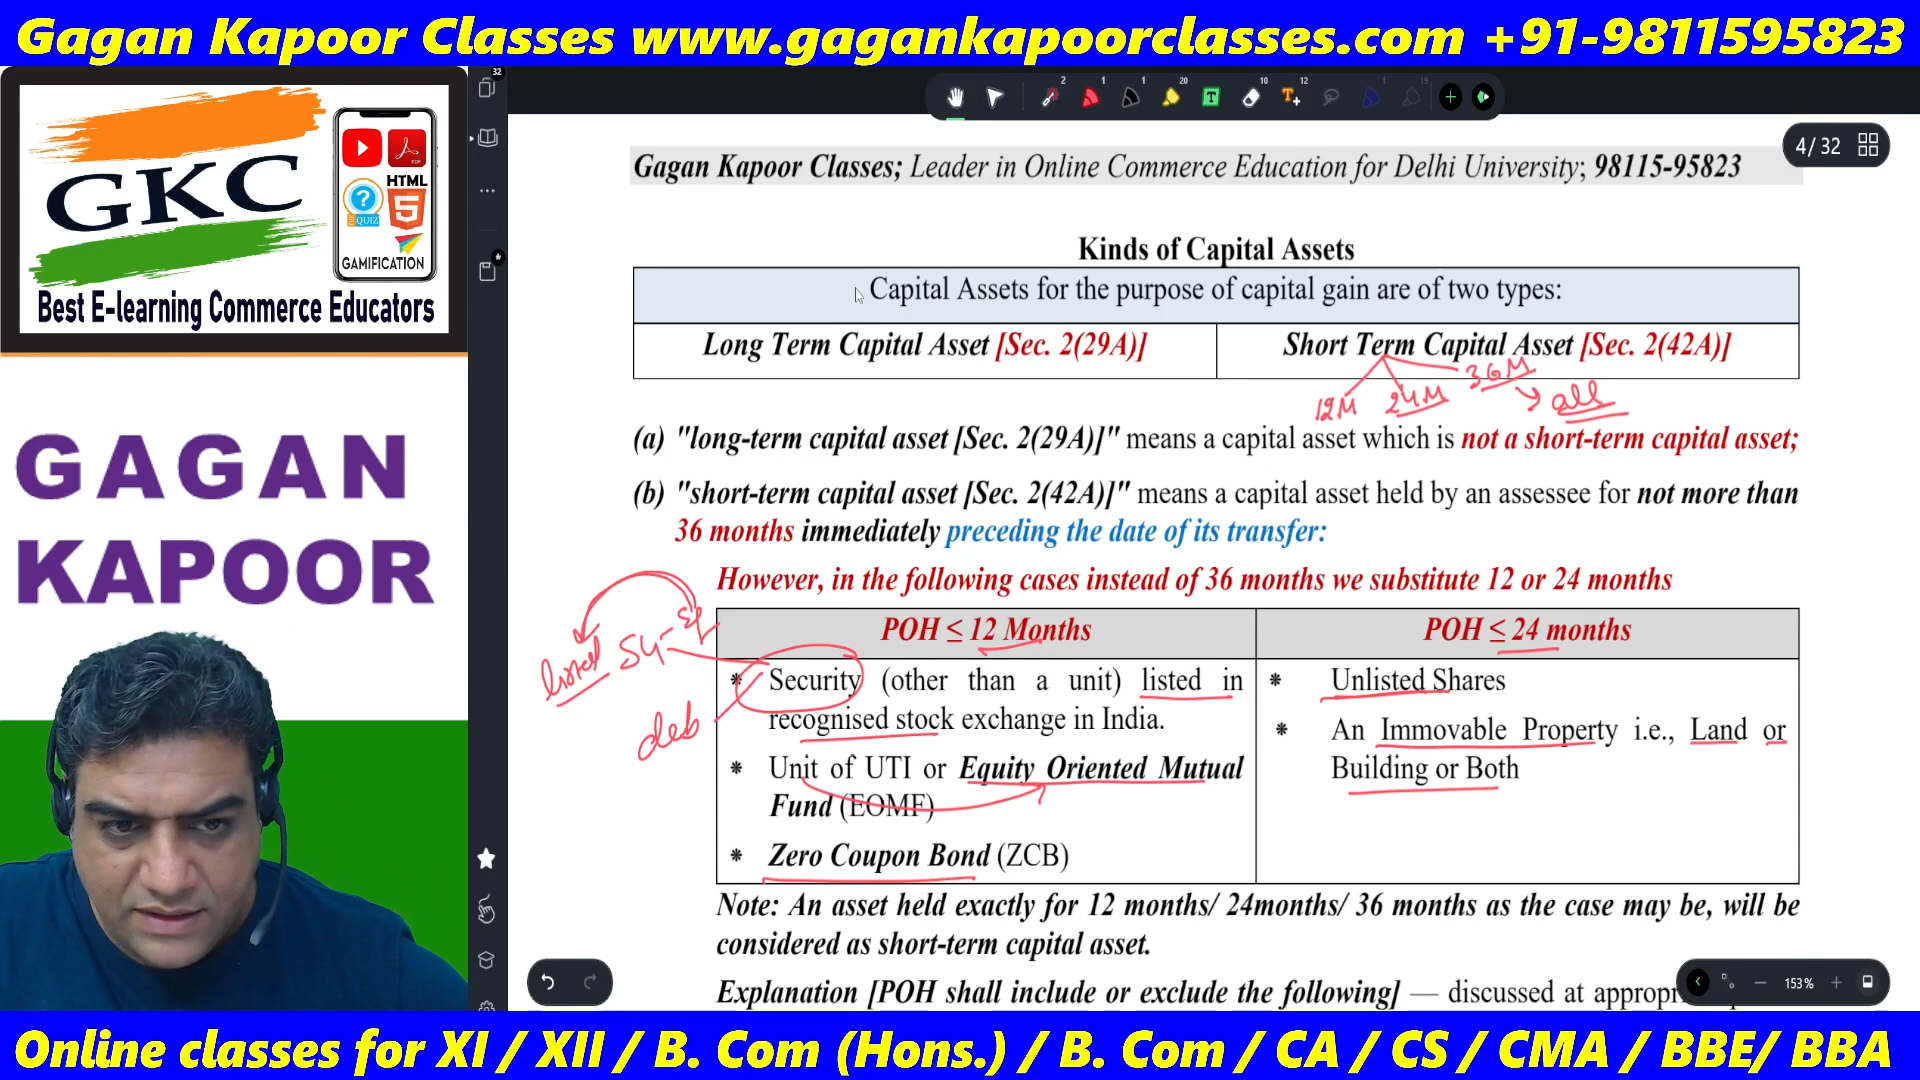 Gagan Kapoor Classes www.gagankapoorclasses.com +91-9811595823
GKC
PDF
HTML
5
?
QUIZ
GAMIFICATION
Best E-learning Commerce Educators
GAGAN
KAPOOR
32
2 1 1 20 10 12 1 19
T
T+
4/32
Gagan Kapoor Classes; Leader in Online Commerce Education for Delhi University; 98115-95823
Kinds of Capital Assets
Capital Assets for the purpose of capital gain are of two types:
Long Term Capital Asset [Sec. 2(29A)]
Short Term Capital Asset [Sec. 2(42A)]
12M 24M 36M all
(a) "long-term capital asset [Sec. 2(29A)]" means a capital asset which is not a short-term capital asset;
(b) "short-term capital asset [Sec. 2(42A)]" means a capital asset held by an assessee for not more than
36 months immediately preceding the date of its transfer:
However, in the following cases instead of 36 months we substitute 12 or 24 months
POH ≤ 12 Months
POH ≤ 24 months
listed
deb
* Security (other than a unit) listed in
recognised stock exchange in India.
* Unit of UTI or Equity Oriented Mutual
Fund (EOMF)
* Zero Coupon Bond (ZCB)
* Unlisted Shares
* An Immovable Property i.e., Land or
Building or Both
Note: An asset held exactly for 12 months/ 24months/ 36 months as the case may be, will be
considered as short-term capital asset.
Explanation [POH shall include or exclude the following] — discussed at
153%
Online classes for XI / XII / B. Com (Hons.) / B. Com / CA / CS / CMA / BBE/ BBA